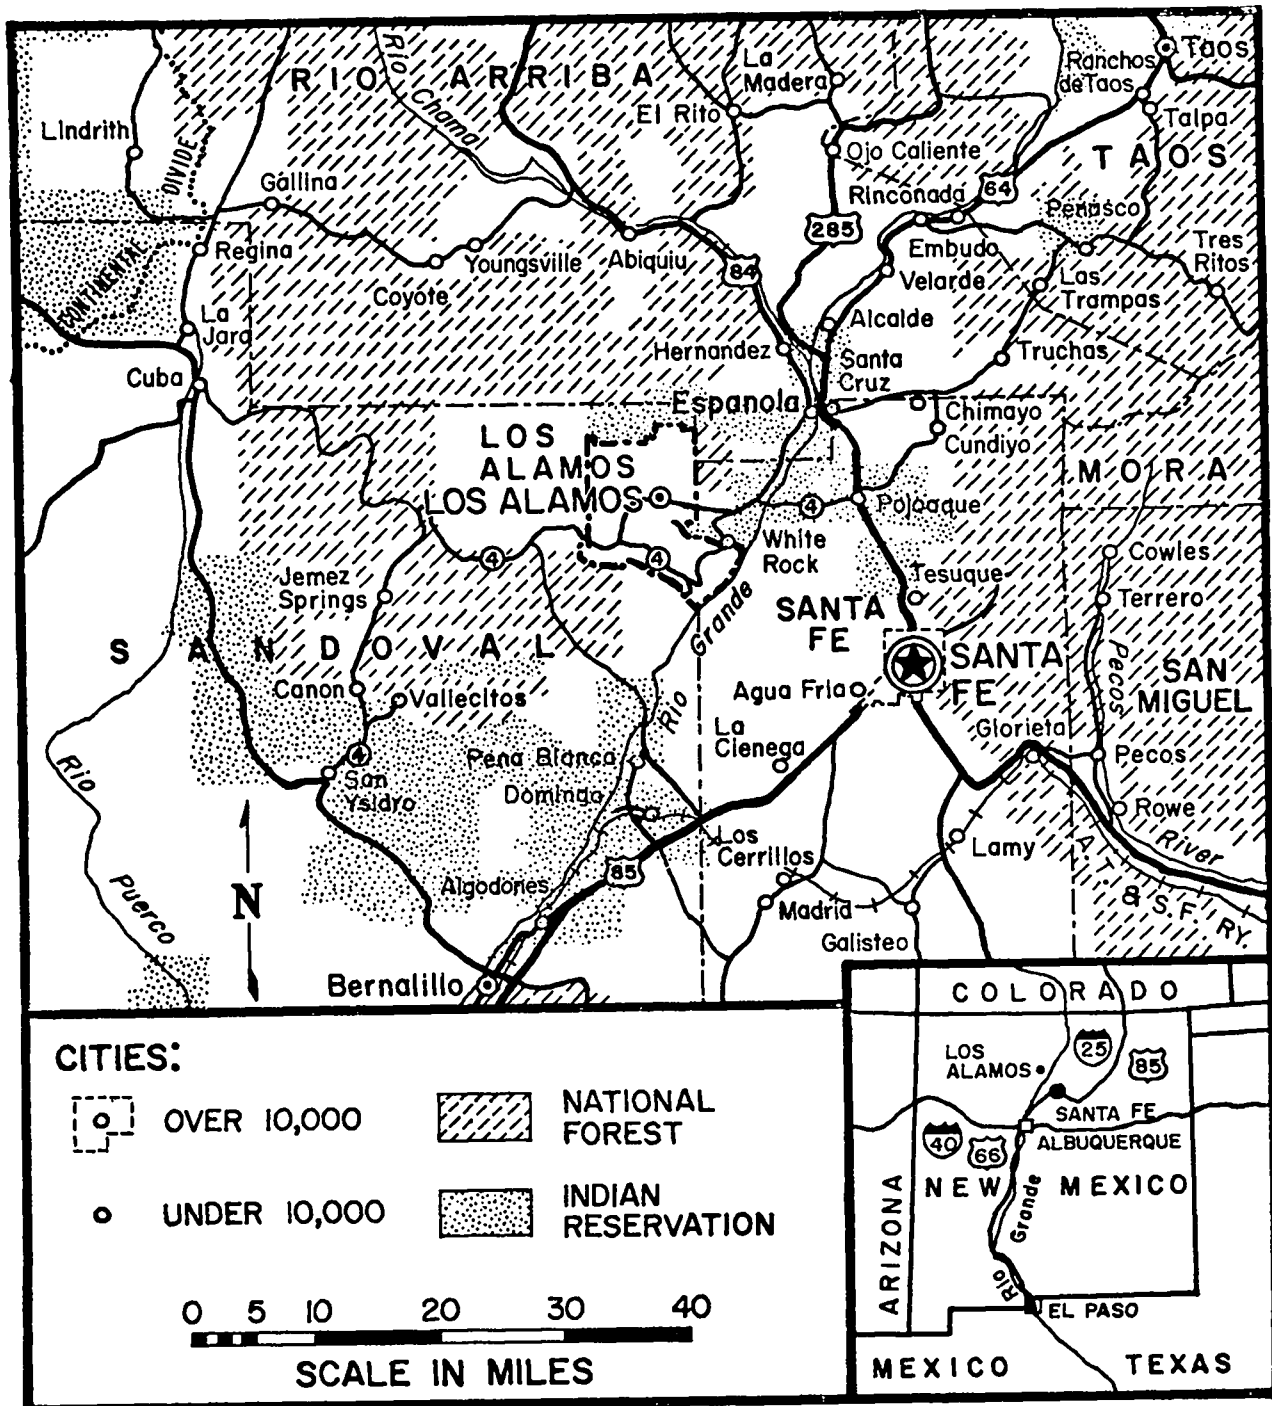 RIO ARRIBA
Rio
Chama
La
Madera
El Rito
Taos
Ranchos
de Taos
Talpa
TAOS
Lindrith
DIVIDE
CONTINENTAL
Gallina
Ojo Caliente
Rinconada
64
Penasco
285
Embudo
Tres
Ritos
Regina
Youngsville
Abiquiu
84
Velarde
Las
Trampas
Coyote
La
Jara
Alcalde
Hernandez
Santa
Cruz
Truchas
Cuba
Espanola
Chimayo
Cundiyo
LOS
ALAMOS
LOS ALAMOS
MORA
4
Pojoaque
White
Rock
4
4
Cowles
Jemez
Springs
Tesuque
Terrero
Grande
SANTA
FE
SANDOVAL
SANTA
FE
Pecos
SAN
MIGUEL
Canon
Vallecitos
Agua Fria
Rio
La
Cienega
Glorieta
4
San
Ysidro
Pena Blanca
Pecos
Rio
Domingo
Rowe
River
Los
Cerrillos
Lamy
A.T. & S.F. RY.
85
Algodones
Puerco
N
Madrid
Galisteo
Bernalillo
CITIES:
OVER 10,000
UNDER 10,000
NATIONAL
FOREST
INDIAN
RESERVATION
0 5 10 20 30 40
SCALE IN MILES
COLORADO
LOS
ALAMOS
25
85
SANTA FE
ALBUQUERQUE
40
66
NEW MEXICO
ARIZONA
Grande
Rio
EL PASO
MEXICO
TEXAS